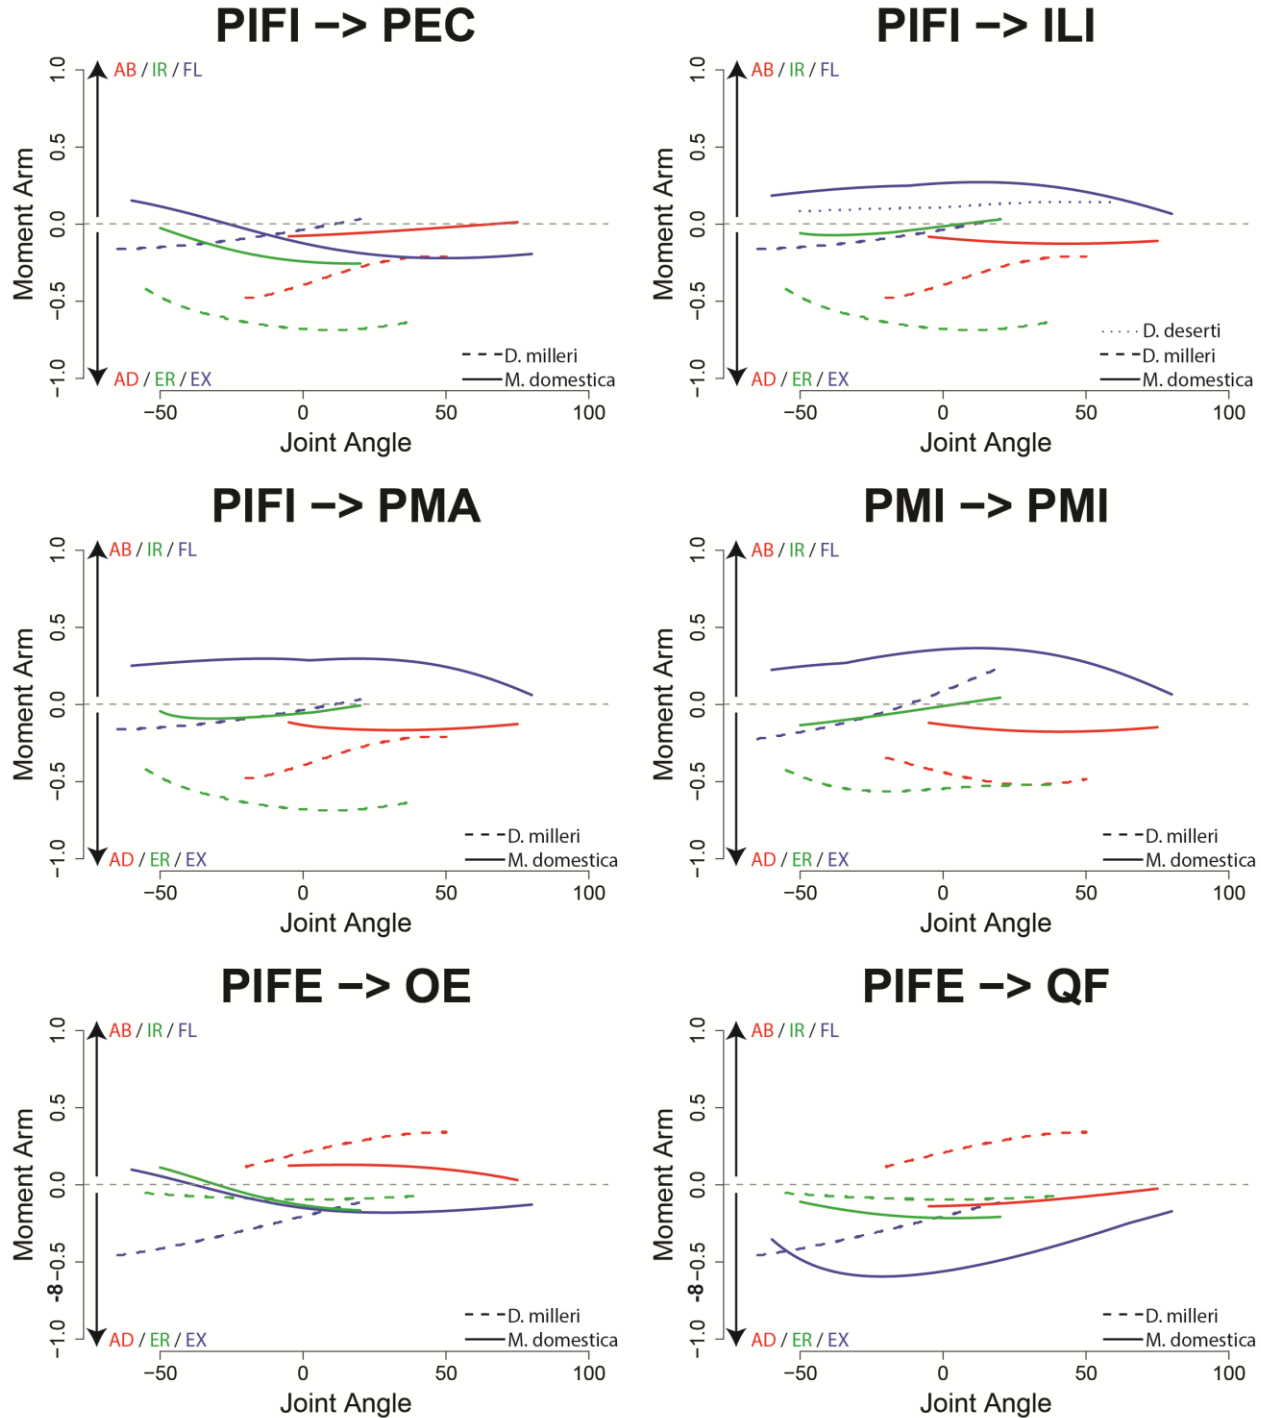 PIFI –> PEC
1.0
0.5
0.0
−0.5
−1.0
Moment Arm
AB / IR / FL
AD / ER / EX
D. milleri
M. domestica
−50 0 50 100
Joint Angle
PIFI –> ILI
1.0
0.5
0.0
−0.5
−1.0
Moment Arm
AB / IR / FL
AD / ER / EX
D. deserti
D. milleri
M. domestica
−50 0 50 100
Joint Angle
PIFI –> PMA
1.0
0.5
0.0
−0.5
−1.0
Moment Arm
AB / IR / FL
AD / ER / EX
D. milleri
M. domestica
−50 0 50 100
Joint Angle
PMI –> PMI
1.0
0.5
0.0
−0.5
−1.0
Moment Arm
AB / IR / FL
AD / ER / EX
D. milleri
M. domestica
−50 0 50 100
Joint Angle
PIFE –> OE
1.0
0.5
0.0
-8−0.5
−1.0
Moment Arm
AB / IR / FL
AD / ER / EX
D. milleri
M. domestica
−50 0 50 100
Joint Angle
PIFE –> QF
1.0
0.5
0.0
-8−0.5
−1.0
Moment Arm
AB / IR / FL
AD / ER / EX
D. milleri
M. domestica
−50 0 50 100
Joint Angle